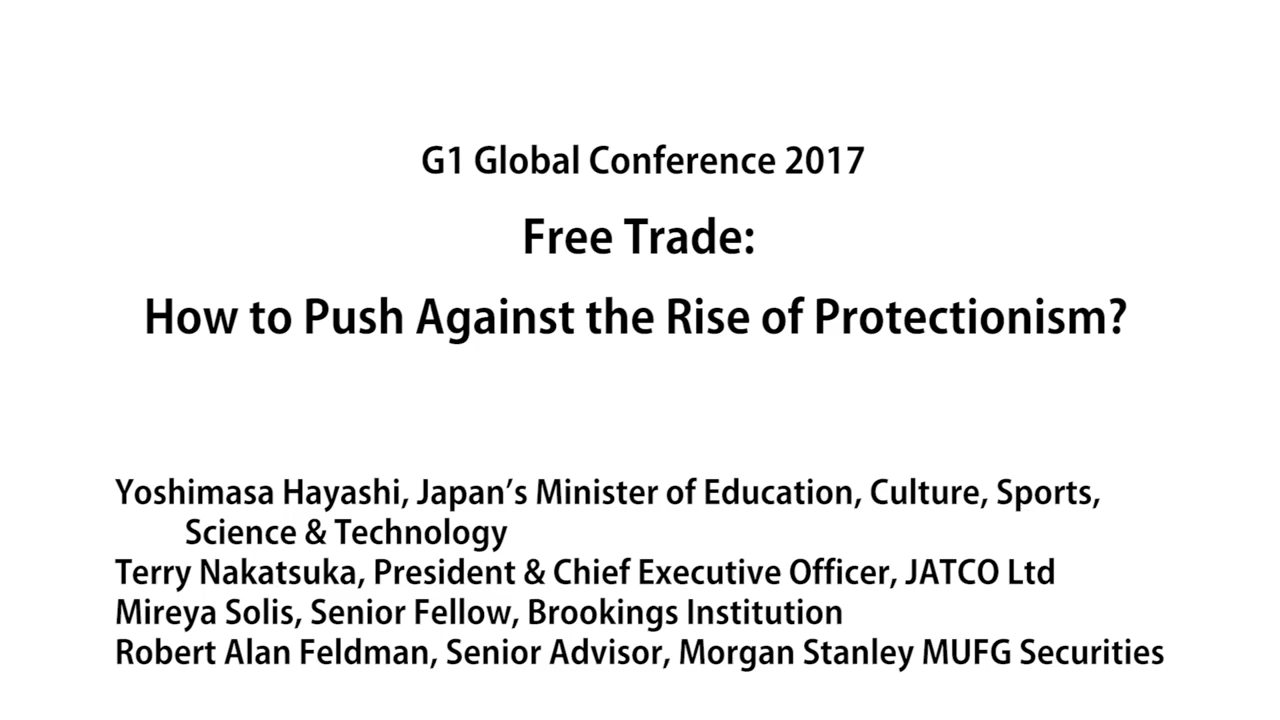 G1 Global Conference 2017
Free Trade:
How to Push Against the Rise of Protectionism?
Yoshimasa Hayashi, Japan’s Minister of Education, Culture, Sports,
Science & Technology
Terry Nakatsuka, President & Chief Executive Officer, JATCO Ltd
Mireya Solis, Senior Fellow, Brookings Institution
Robert Alan Feldman, Senior Advisor, Morgan Stanley MUFG Securities